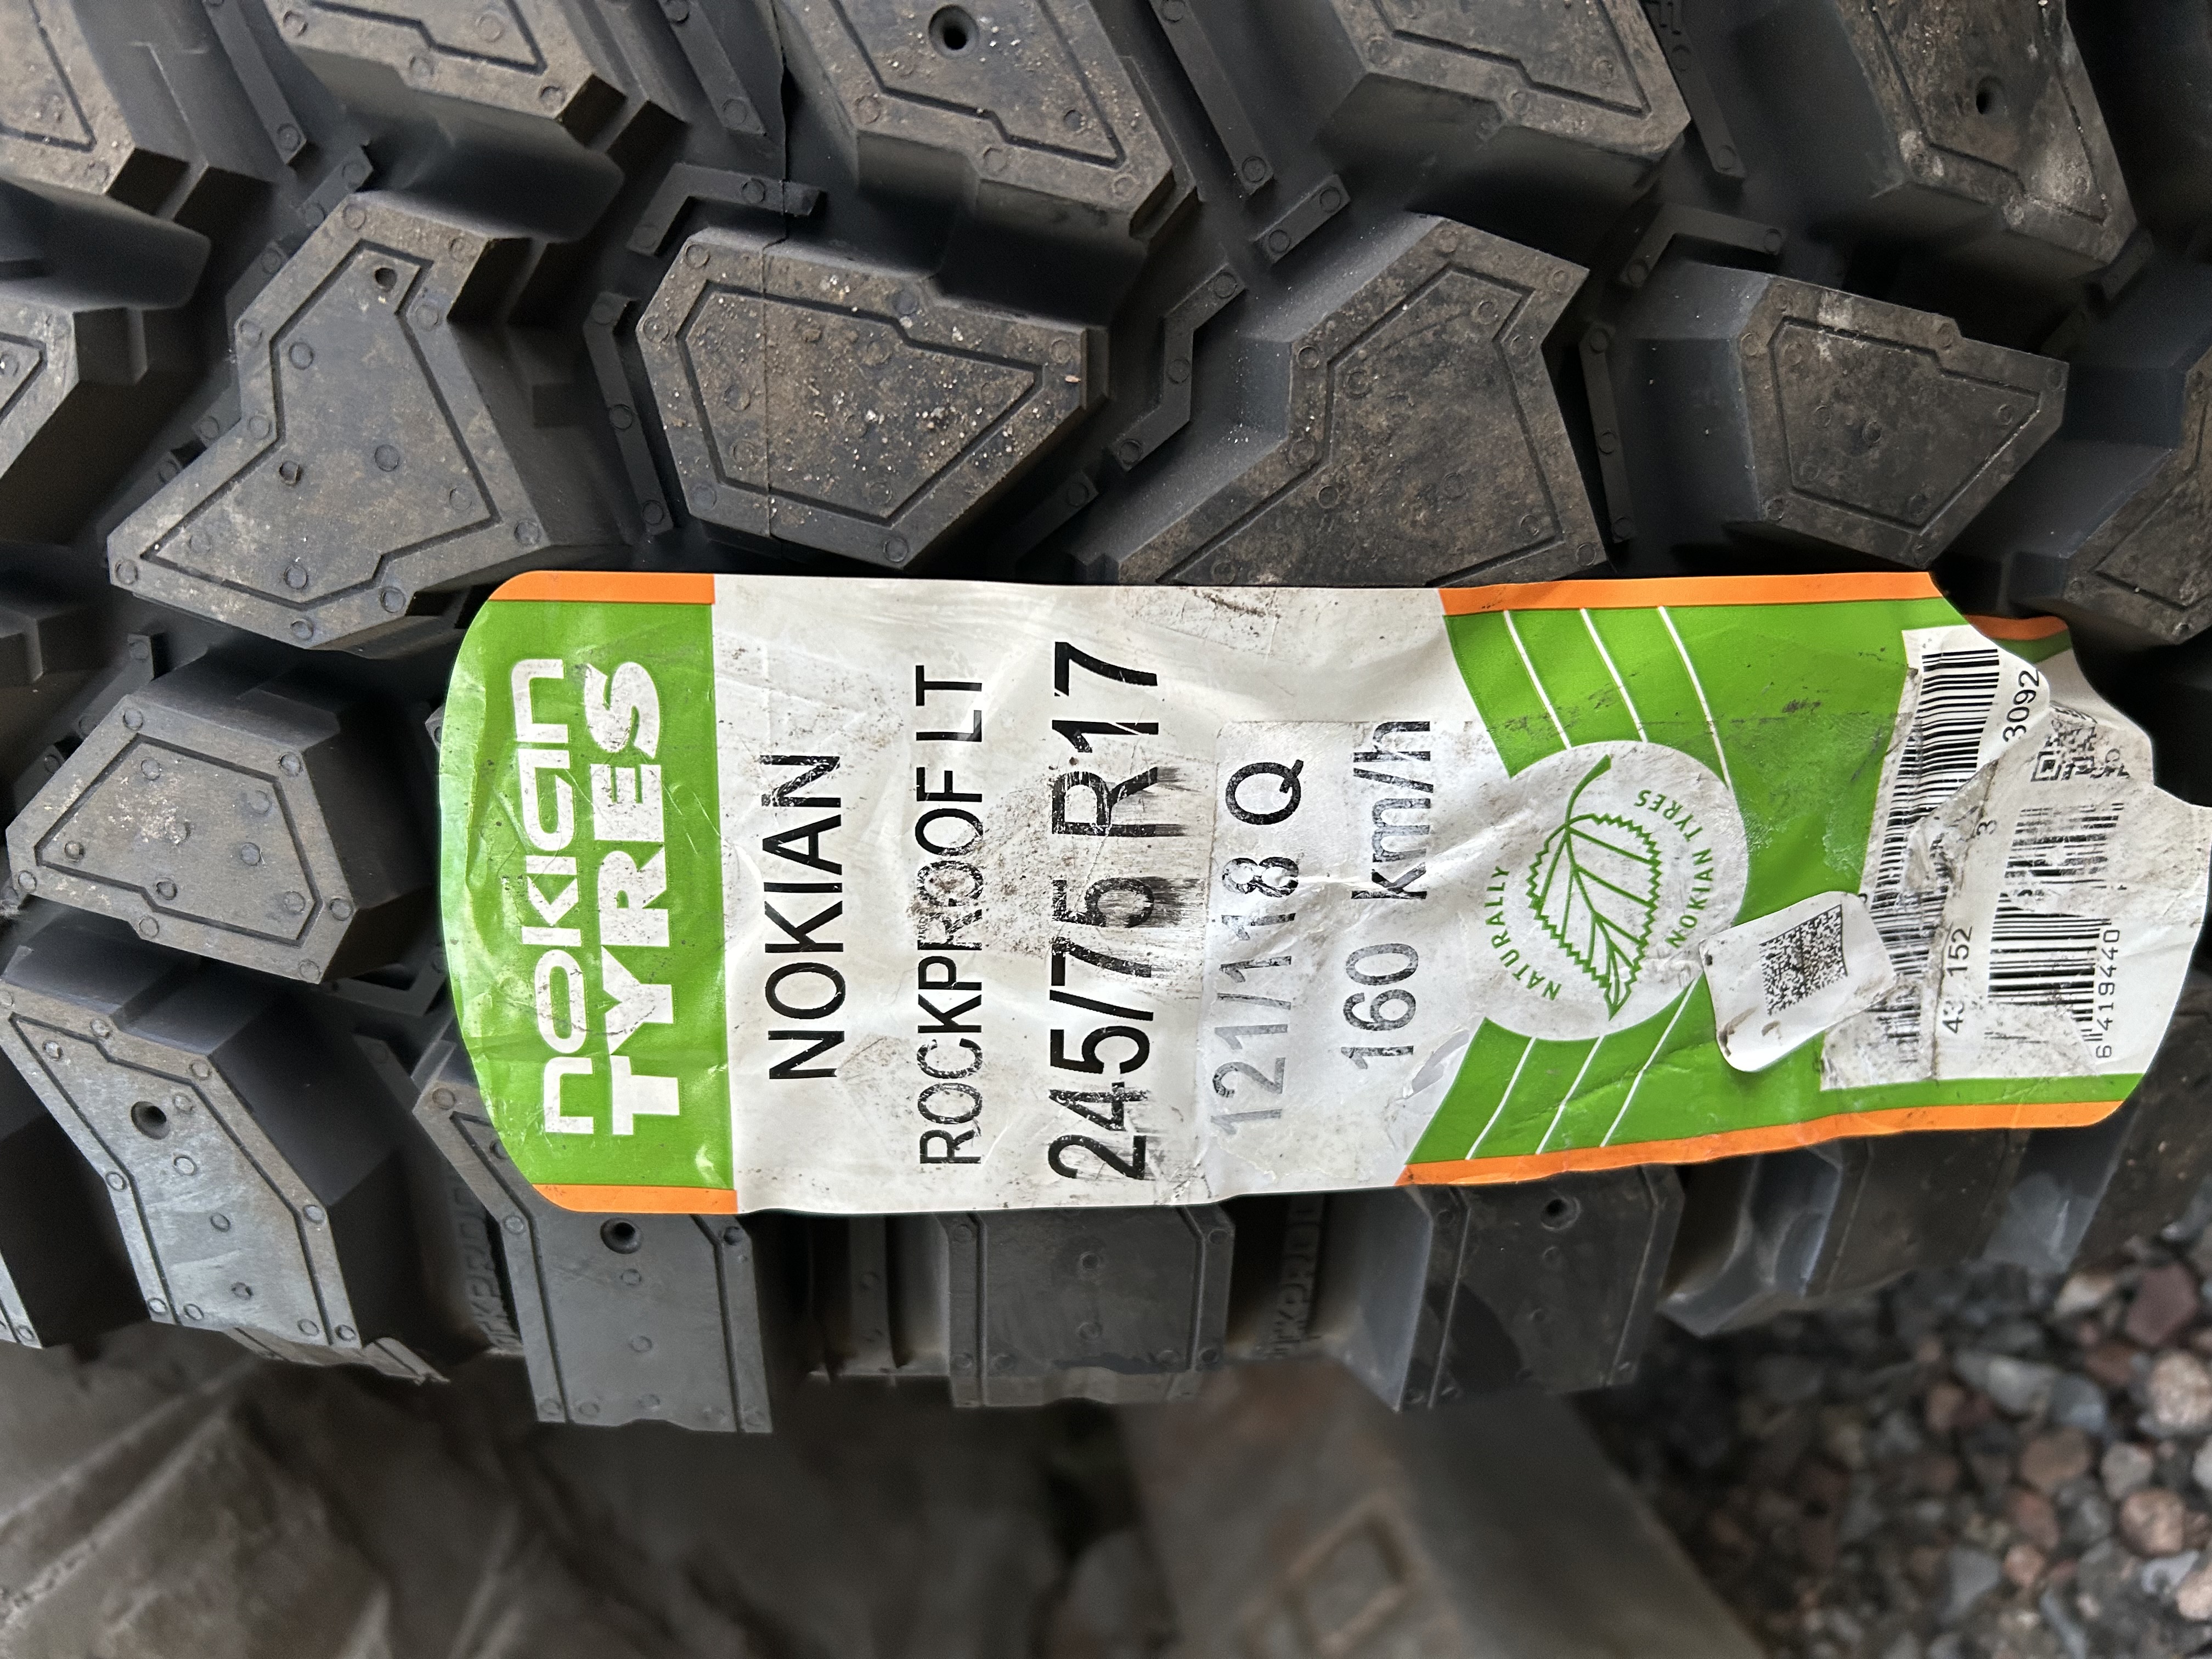 nokian
TYRES
NOKIAN
ROCKPROOF LT
245/75 R17
121/118 Q
160 km/h
NATURALLY
NOKIAN TYRES
3092
3
152
6 419440